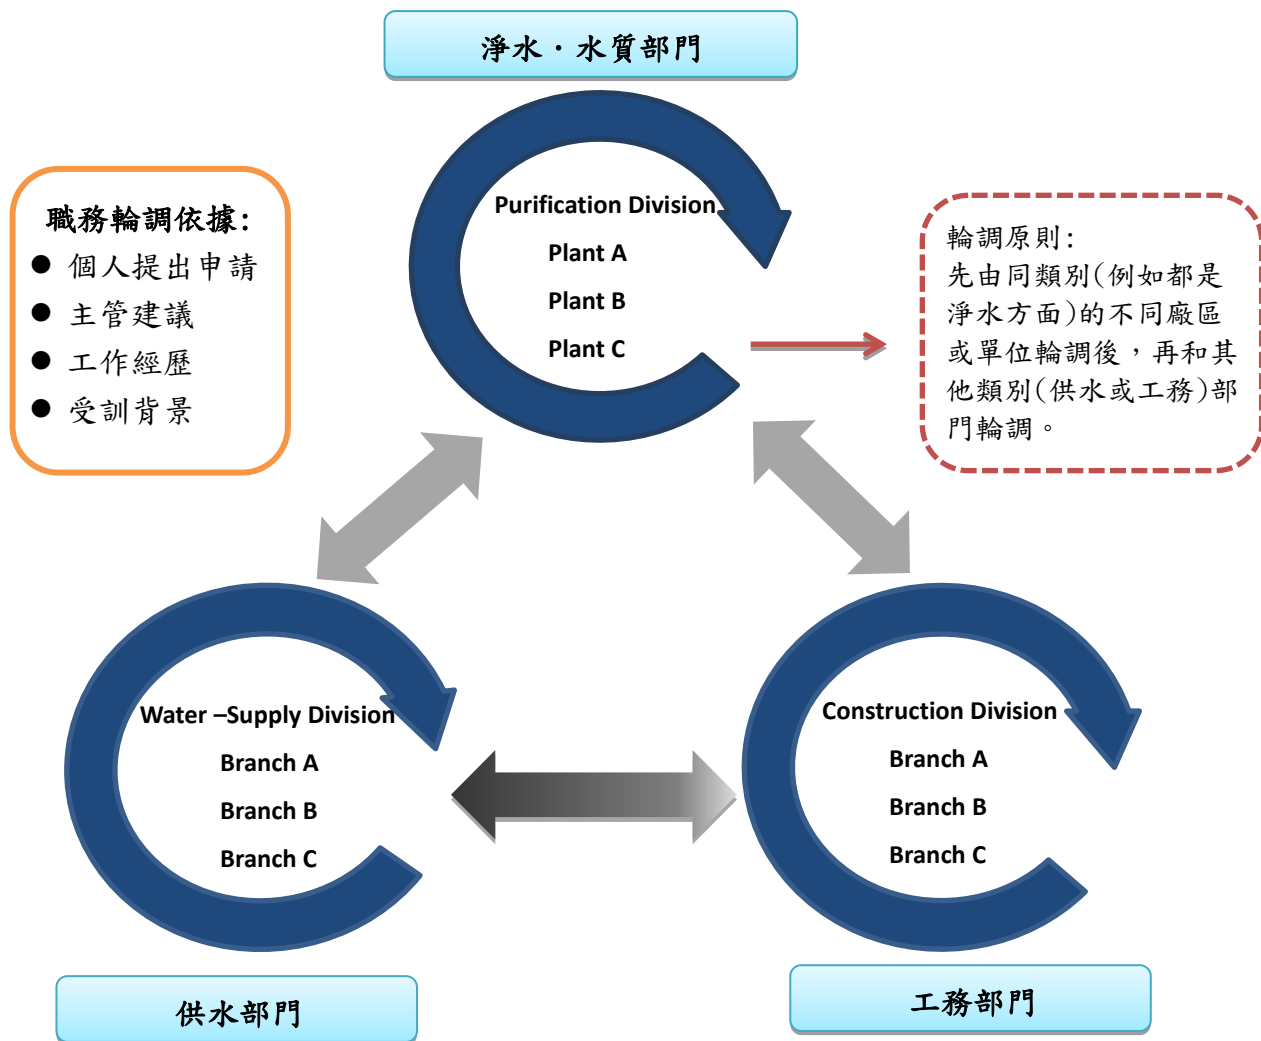 淨水．水質部門
職務輪調依據:
● 個人提出申請
● 主管建議
● 工作經歷
● 受訓背景
Purification Division
Plant A
Plant B
Plant C
輪調原則:
先由同類別(例如都是
淨水方面)的不同廠區
或單位輪調後，再和其
他類別(供水或工務)部
門輪調。
Water –Supply Division
Branch A
Branch B
Branch C
Construction Division
Branch A
Branch B
Branch C
供水部門
工務部門